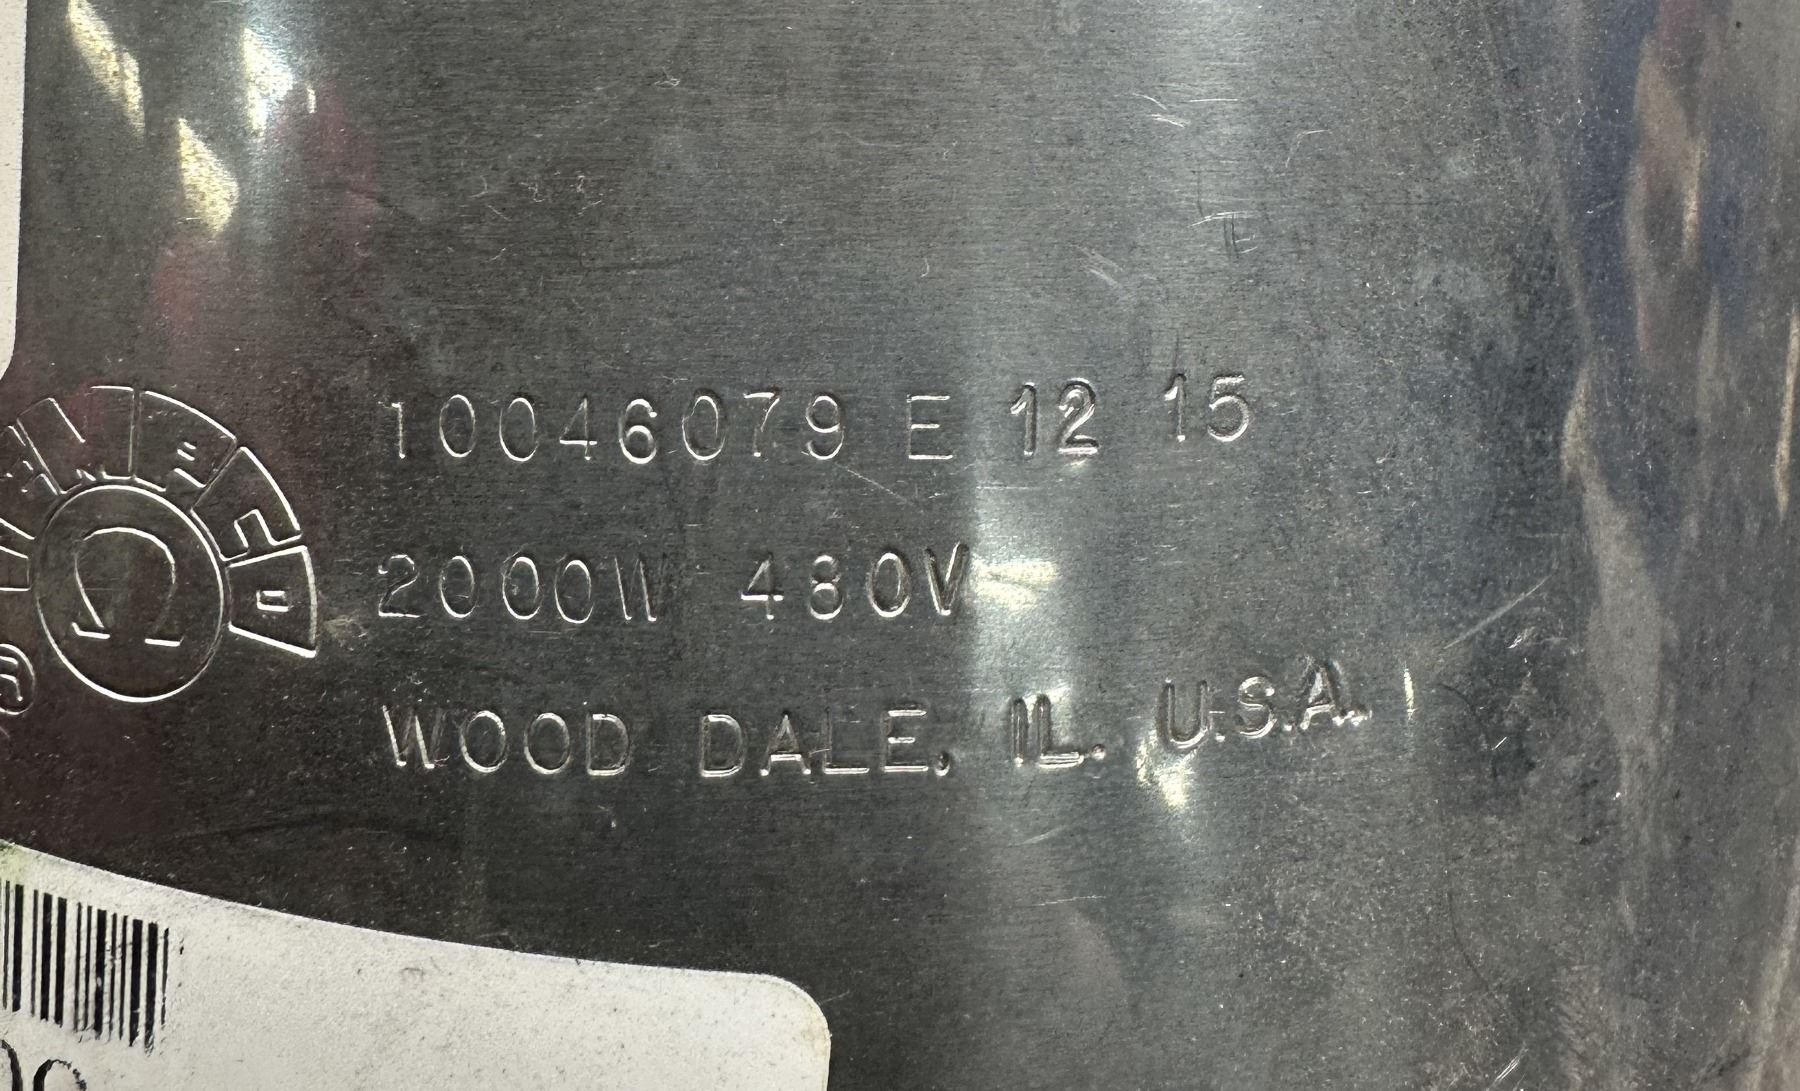 10046079 E 12 15
2000W 480V
WOOD DALE, IL. U.S.A.
Ω
®